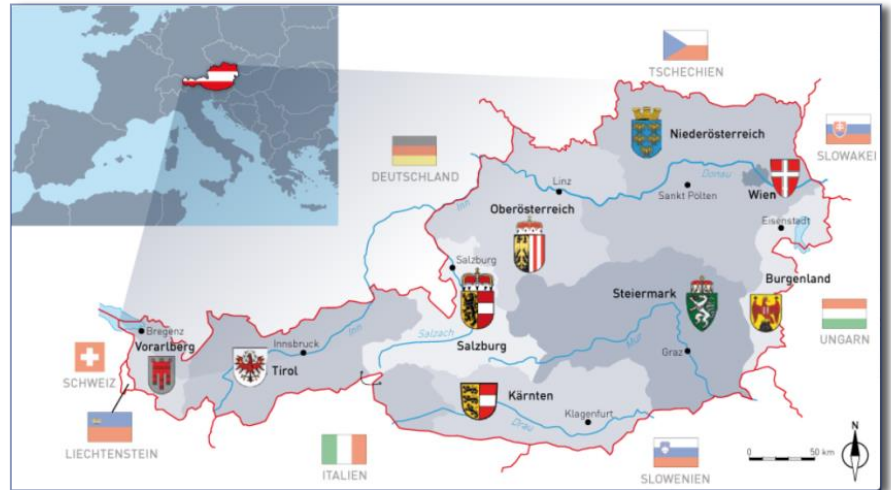 TSCHECHIEN
Niederösterreich
SLOWAKEI
DEUTSCHLAND
Donau
Linz
Sankt Pölten
Wien
Inn
Oberösterreich
Eisenstadt
Salzburg
Burgenland
Steiermark
Bregenz
Inn
Salzach
UNGARN
Vorarlberg
Innsbruck
Salzburg
Mur
Graz
SCHWEIZ
Tirol
Kärnten
Klagenfurt
Drau
LIECHTENSTEIN
ITALIEN
0 50 km
N
SLOWENIEN